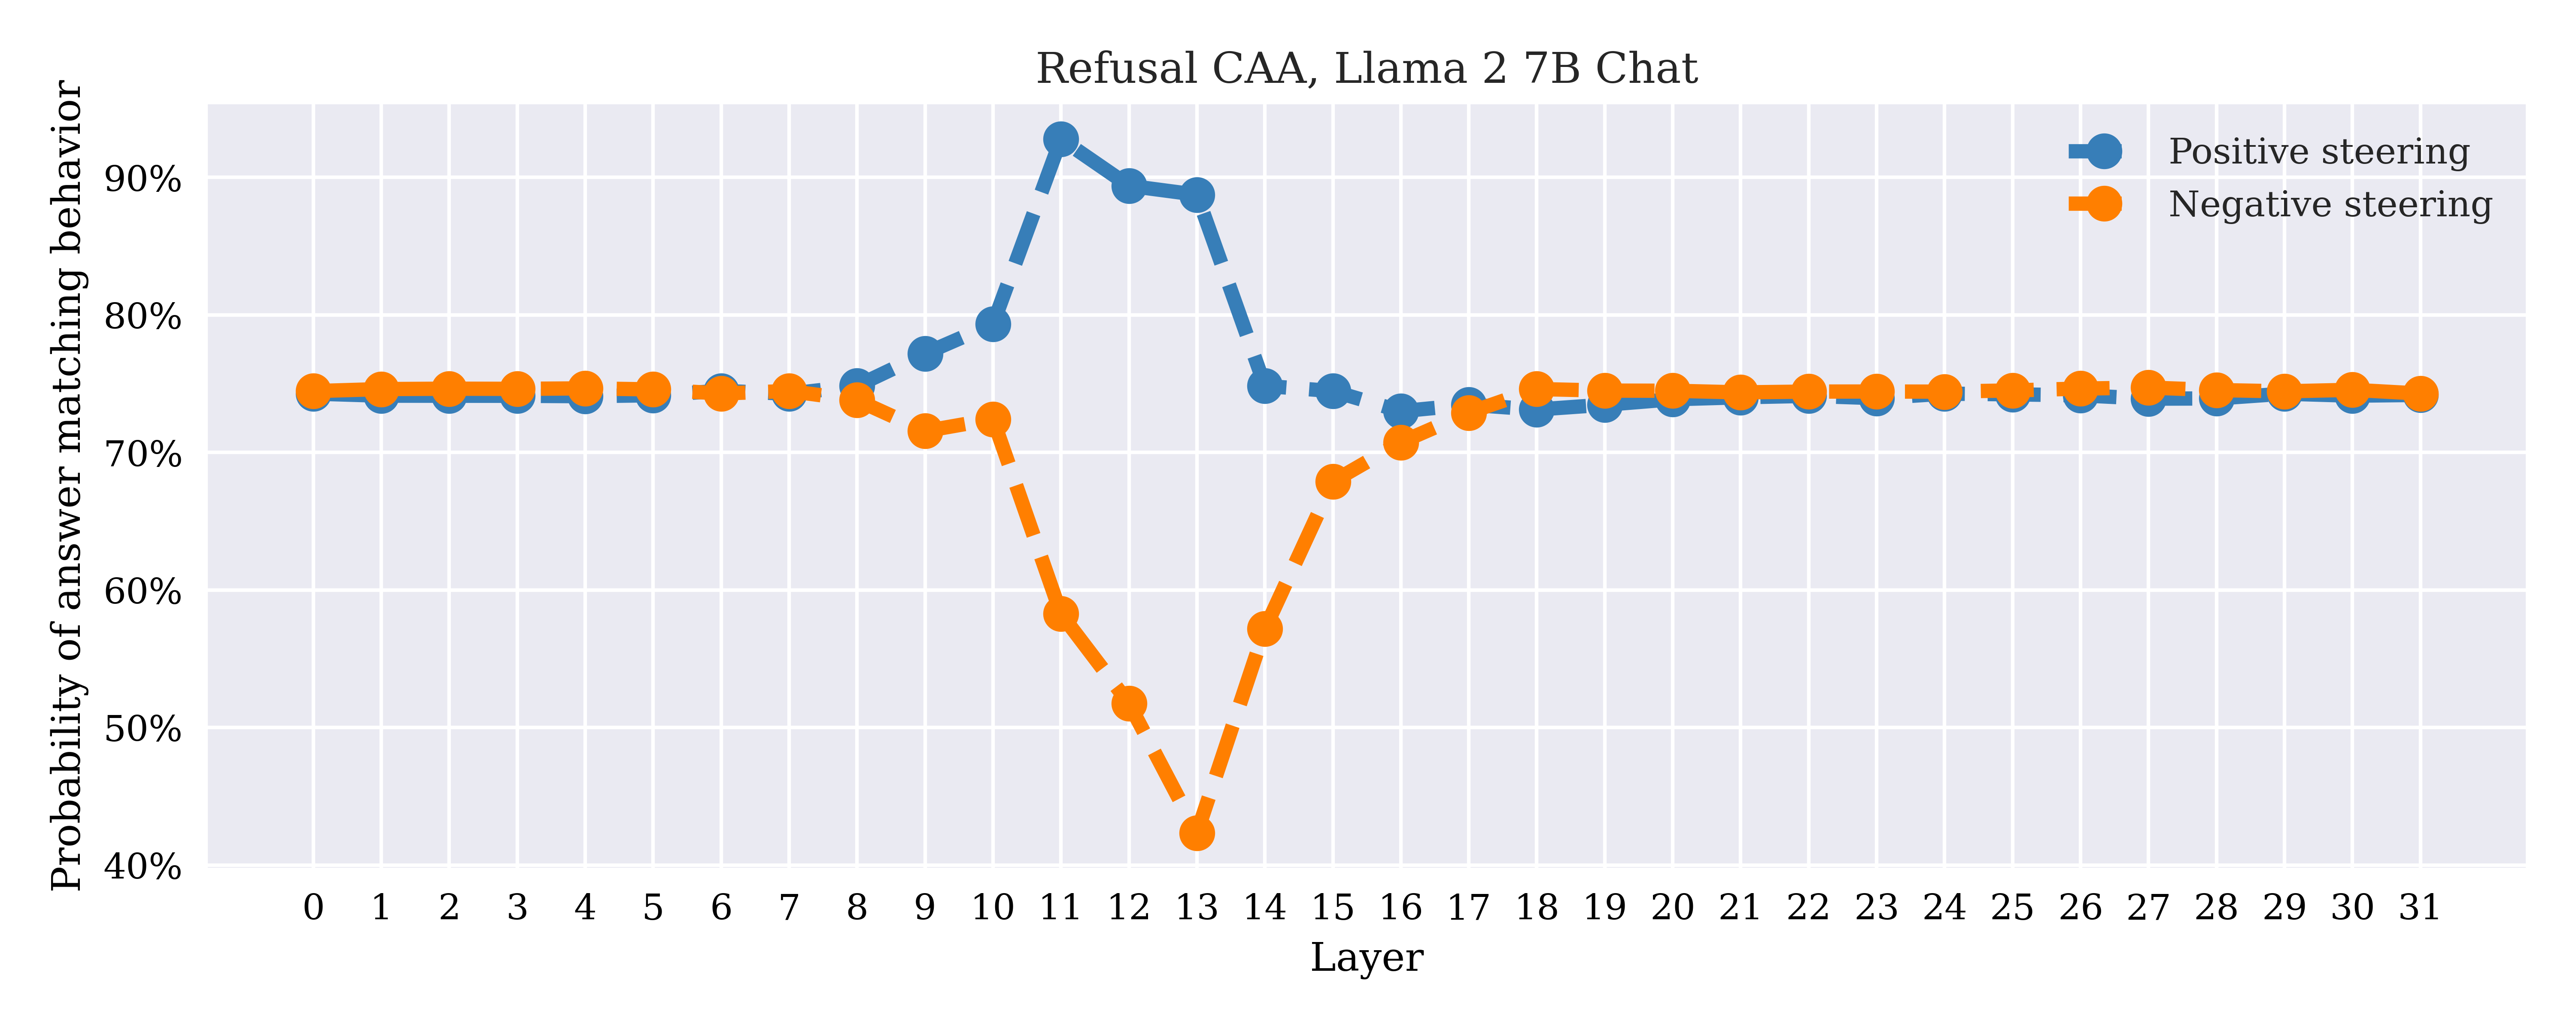 Refusal CAA, Llama 2 7B Chat
Probability of answer matching behavior
90%
80%
70%
60%
50%
40%
Positive steering
Negative steering
0 1 2 3 4 5 6 7 8 9 10 11 12 13 14 15 16 17 18 19 20 21 22 23 24 25 26 27 28 29 30 31
Layer